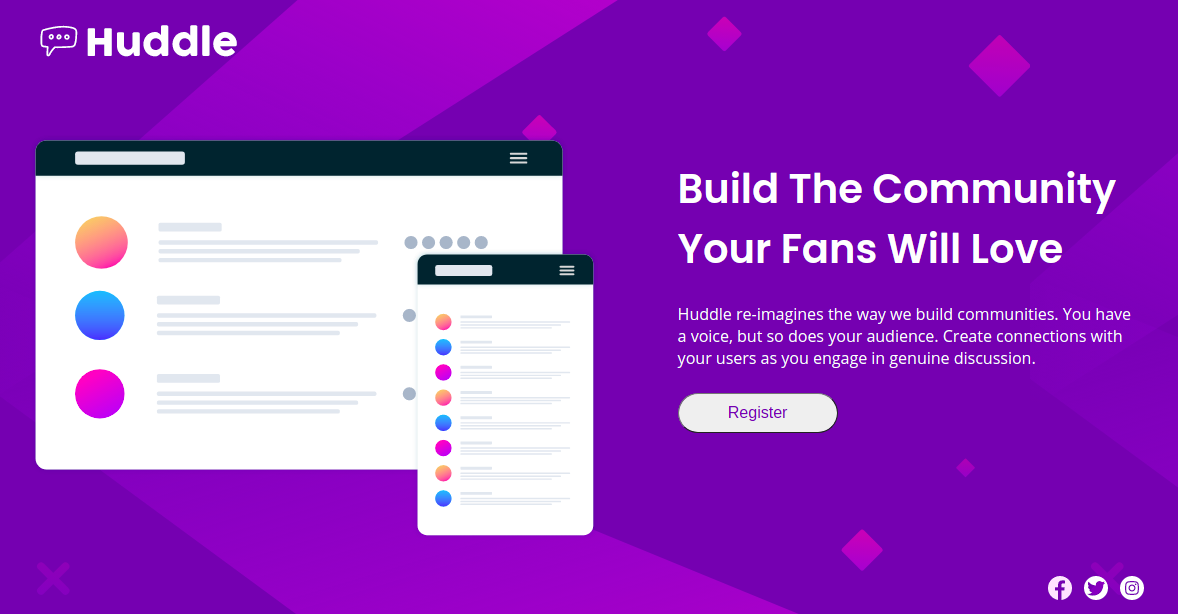 Huddle
Build The Community
Your Fans Will Love
Huddle re-imagines the way we build communities. You have
a voice, but so does your audience. Create connections with
your users as you engage in genuine discussion.
Register